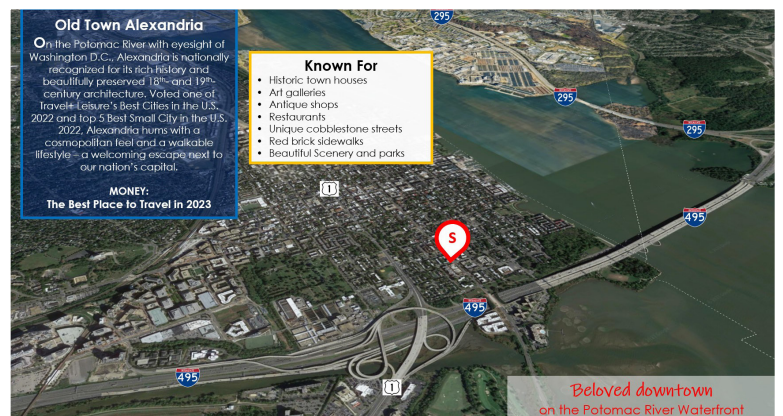 Old Town Alexandria
On the Potomac River with eyesight of
Washington D.C., Alexandria is nationally
recognized for its rich history and
beautifully preserved 18th- and 19th-
century architecture. Voted one of
Travel+ Leisure's Best Cities in the U.S.
2022 and top 5 Best Small City in the U.S.
2022, Alexandria hums with a
cosmopolitan feel and a walkable
lifestyle – a welcoming escape next to
our nation's capital.
MONEY:
The Best Place to Travel in 2023
Known For
• Historic town houses
• Art galleries
• Antique shops
• Restaurants
• Unique cobblestone streets
• Red brick sidewalks
• Beautiful Scenery and parks
295
295
295
1
495
S
495
495
1
Beloved downtown
on the Potomac River Waterfront